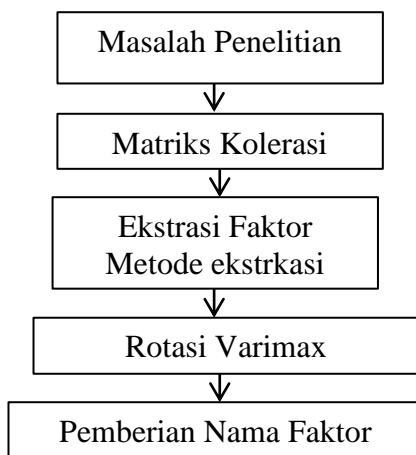 Masalah Penelitian
Matriks Kolerasi
Ekstrasi Faktor
Metode ekstrkasi
Rotasi Varimax
Pemberian Nama Faktor